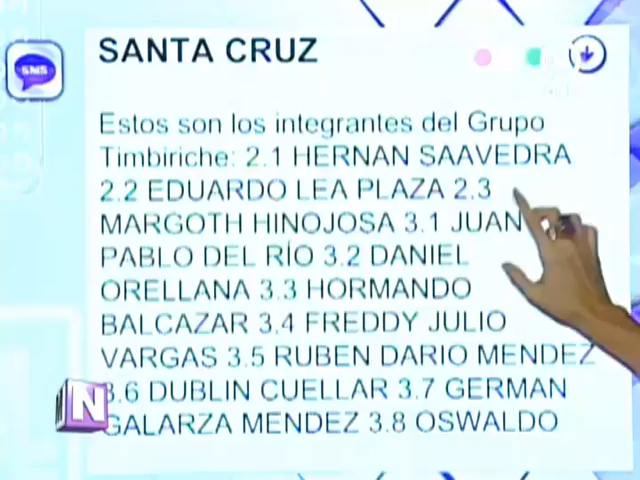 SANTA CRUZ
SMS
Estos son los integrantes del Grupo
Timbiriche: 2.1 HERNAN SAAVEDRA
2.2 EDUARDO LEA PLAZA 2.3
MARGOTH HINOJOSA 3.1 JUAN
PABLO DEL RÍO 3.2 DANIEL
ORELLANA 3.3 HORMANDO
BALCAZAR 3.4 FREDDY JULIO
VARGAS 3.5 RUBEN DARIO MENDEZ
3.6 DUBLIN CUELLAR 3.7 GERMAN
GALARZA MENDEZ 3.8 OSWALDO
N